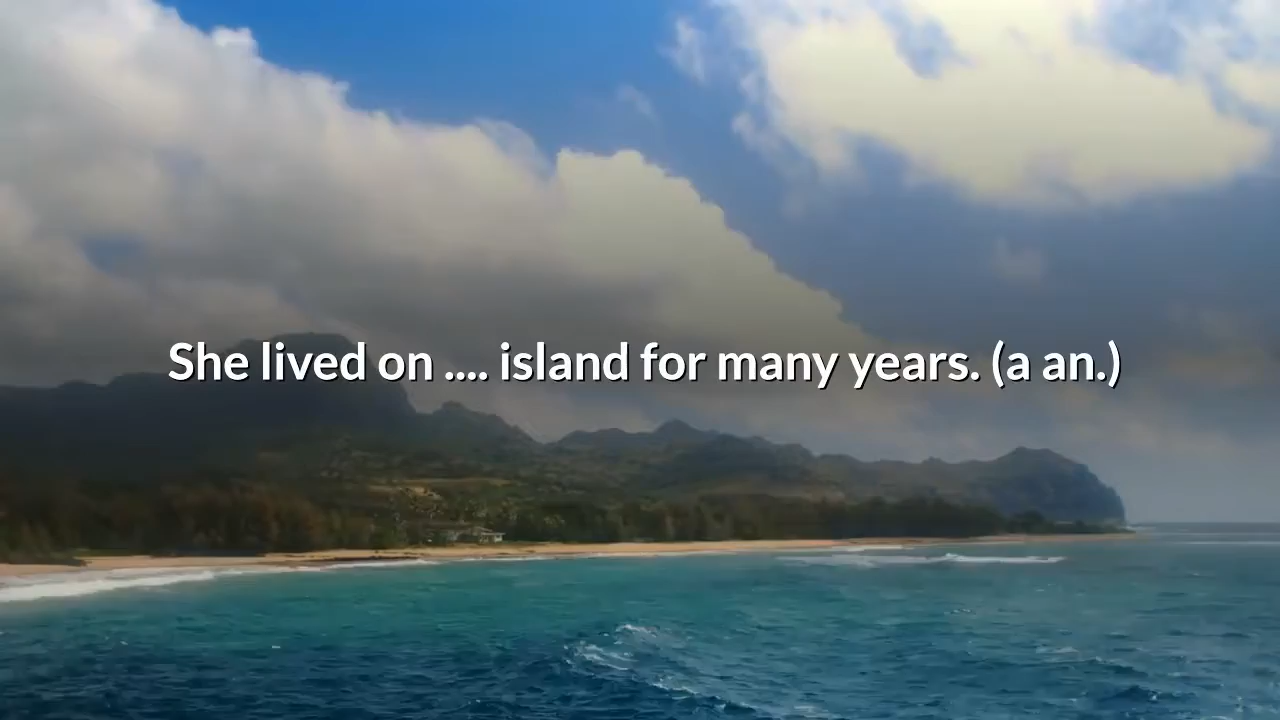 She lived on .... island for many years. (a an.)